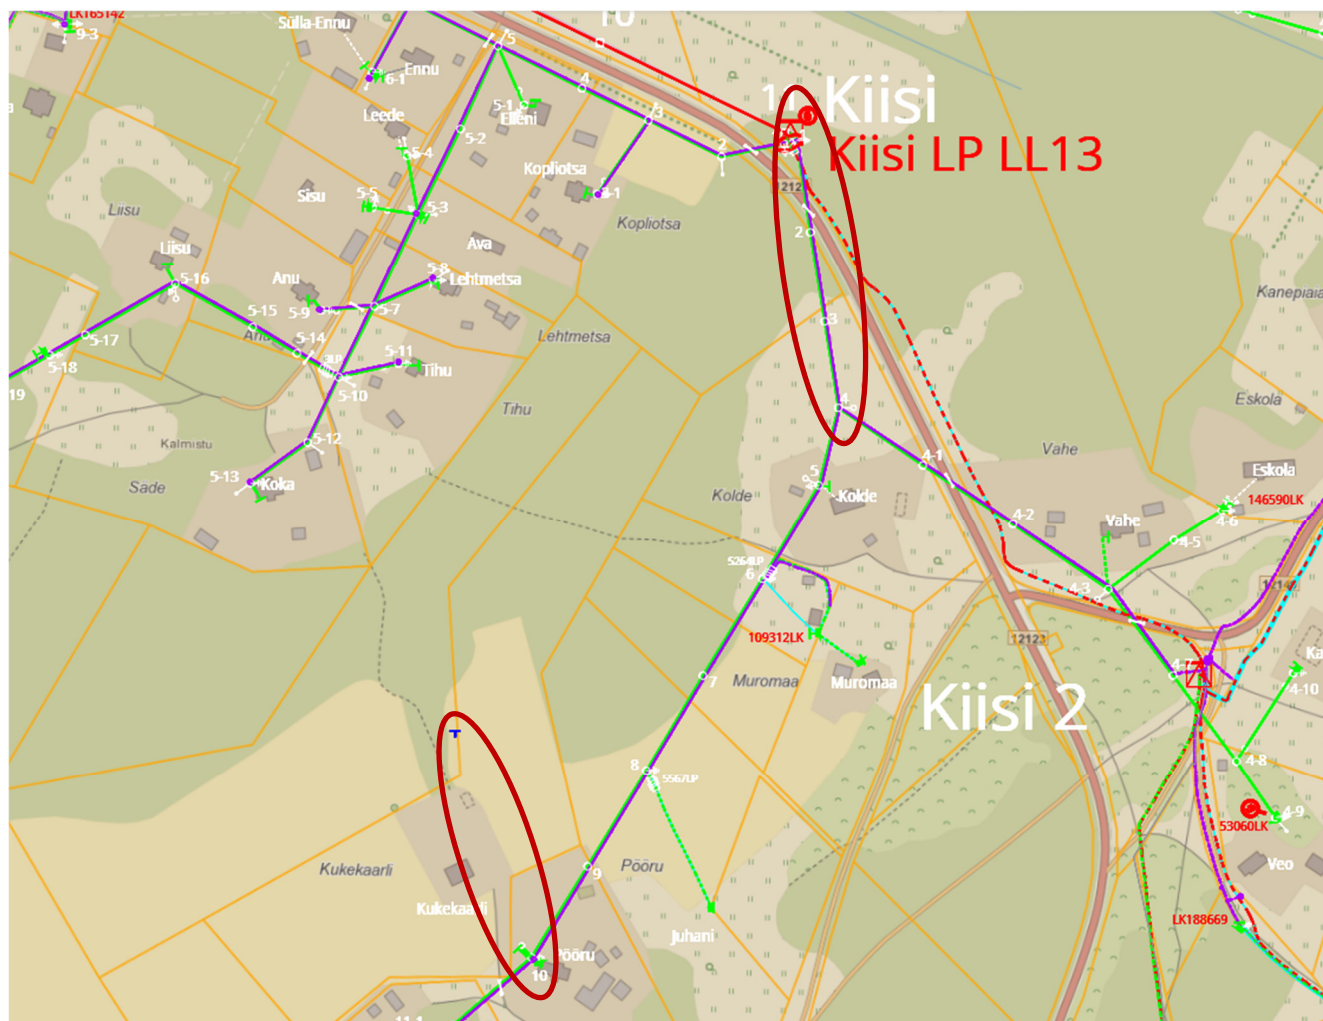 LK165142
9-3
Sülla-Ennu
Ennu
6-1
5
4
10
11
Kiisi
Kiisi LP LL13
5-1
Elleni
Leede
5-2
3
5-4
2
Kopliotsa
Sisu
5-5
5-3
Liisu
Kopliotsa
2
Ava
Liisu
5-8
Lehtmetsa
5-16
Anu
5-9
5-7
Kanepiaia
5-15
Anu
Lehtmetsa
3
5-17
5-14
5-11
5-18
Tihu
19
5-10
Tihu
4
Eskola
5-12
Kalmistu
Vahe
4-1
5-13
Koka
Sade
5
Kolde
Kolde
Eskola
146590LK
4-2
Vahe
4-6
4-5
6
4-3
109312LK
12123
Muromaa
Muromaa
7
4-7
4-10
Kiisi 2
8
5567LP
4-8
4-9
53060LK
Kukekaarli
9
Pööru
Veo
Kukekaarli
LK188669
Juhani
Pööru
10
11-1